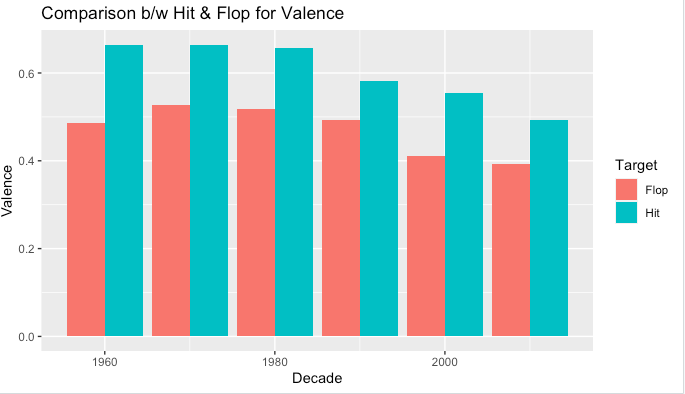 Comparison b/w Hit & Flop for Valence
0.6
0.4
0.2
0.0
Valence
1960
1980
2000
Decade
Target
Flop
Hit